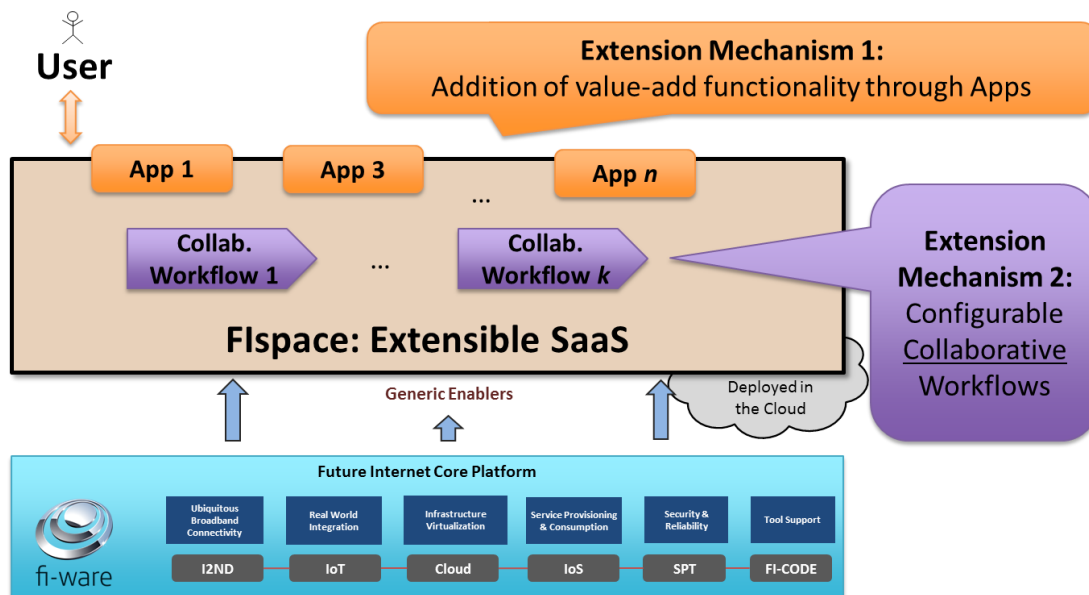 User
Extension Mechanism 1:
Addition of value-add functionality through Apps
App 1
App 3
...
App n
Collab.
Workflow 1
...
Collab.
Workflow k
Extension
Mechanism 2:
Configurable
Collaborative
Workflows
FIspace: Extensible SaaS
Generic Enablers
Deployed in
the Cloud
Future Internet Core Platform
Ubiquitous
Broadband
Connectivity
Real World
Integration
Infrastructure
Virtualization
Service Provisioning
& Consumption
Security &
Reliability
Tool Support
fi-ware
I2ND
IoT
Cloud
IoS
SPT
FI-CODE